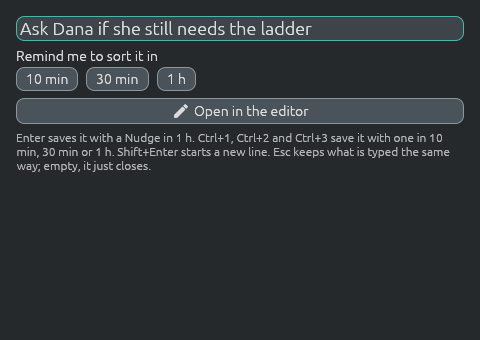 Ask Dana if she still needs the ladder
Remind me to sort it in
10 min 30 min 1 h
Open in the editor
Enter saves it with a Nudge in 1 h. Ctrl+1, Ctrl+2 and Ctrl+3 save it with one in 10
min, 30 min or 1 h. Shift+Enter starts a new line. Esc keeps what is typed the same
way; empty, it just closes.